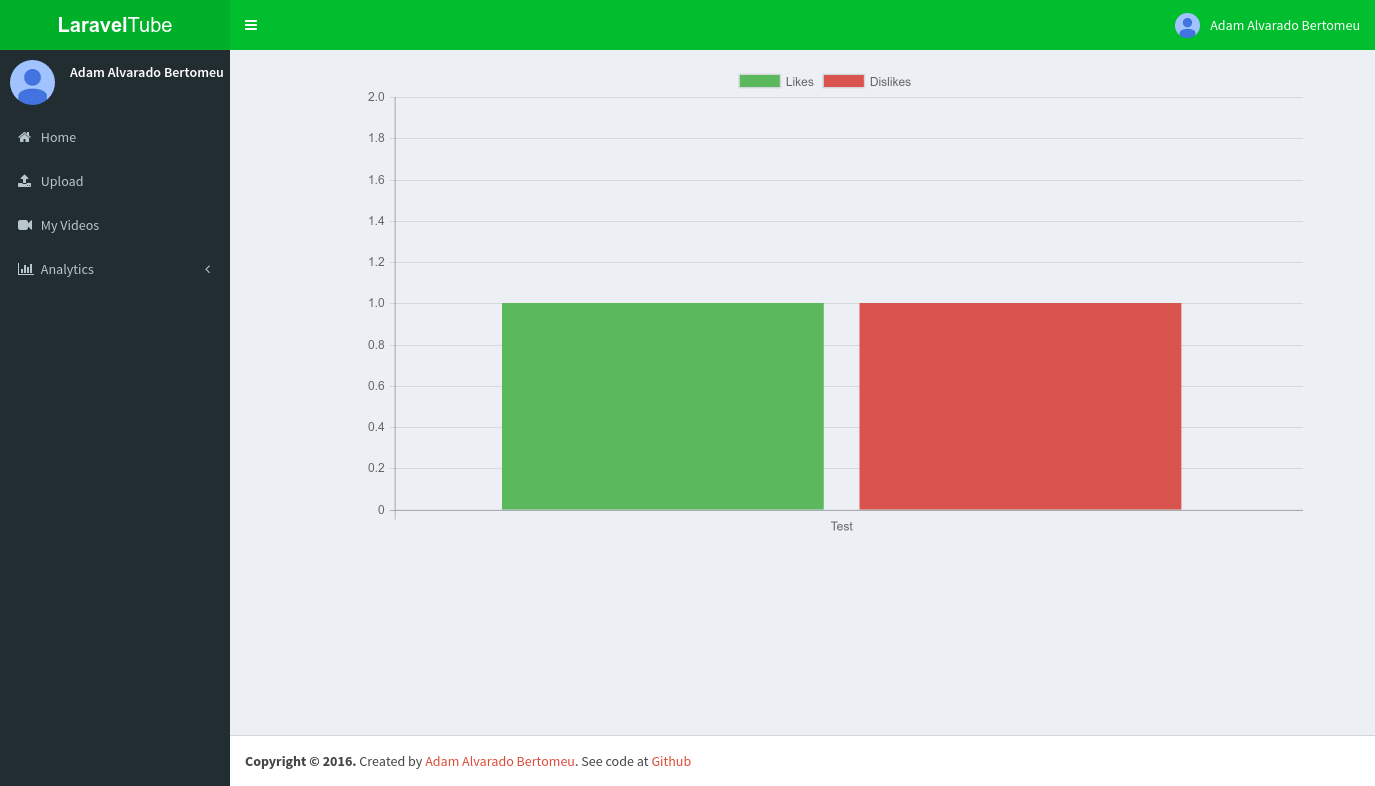 LaravelTube
Adam Alvarado Bertomeu
Adam Alvarado Bertomeu
Home
Upload
My Videos
Analytics
Likes Dislikes
2.0
1.8
1.6
1.4
1.2
1.0
0.8
0.6
0.4
0.2
0
Test
Copyright © 2016. Created by Adam Alvarado Bertomeu. See code at Github